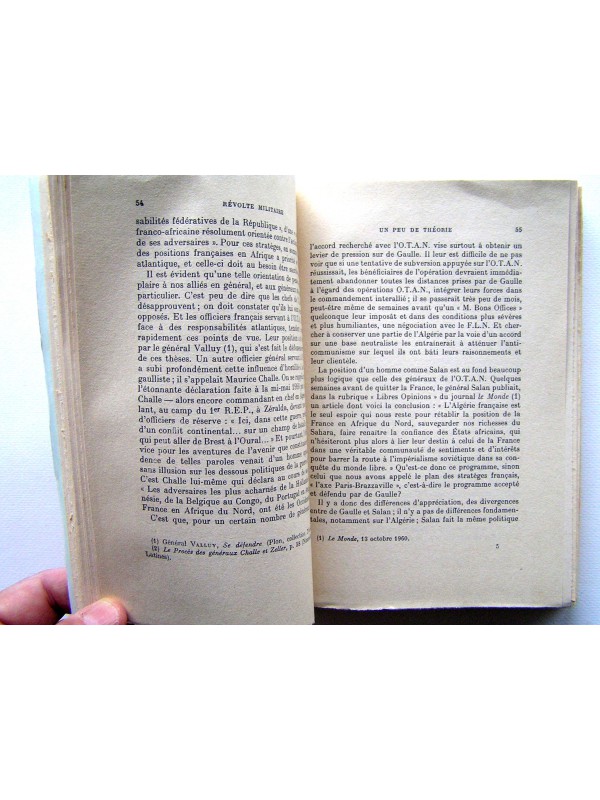 54 RÉVOLTE MILITAIRE
sabilités fédératives de la République », d'une
franco-africaine résolument orientée contre l'
de ses adversaires ». Pour ces stratèges, en
des positions françaises en Afrique a priorité
atlantique, et celle-ci doit au besoin être
Il est évident qu'une telle orientation de
plaire à nos alliés en général, et aux
particulier. C'est peu de dire que les chefs de
désapprouvent; on doit constater qu'ils lui
opposés. Et les officiers français servant à l'
face à des responsabilités atlantiques,
rapidement ces points de vue. Leur
par le général Valluy (1), qui s'est fait le
de ces thèses. Un autre officier général
a subi profondément cette influence
gaulliste; il s'appelait Maurice Challe. On se
l'étonnante déclaration faite à la mi-mai
Challe — alors encore commandant en chef en
lant, au camp du 1er R.E.P., à Zéralda, devant
d'officiers de réserve : « Ici, dans cette guerre,
d'un conflit continental... sur un champ de
qui peut aller de Brest à l'Oural... » Et pourtant,
vice pour les aventures de l'avenir que
dence de telles paroles venait d'un homme
sans illusion sur les dessous politiques de la
C'est Challe lui-même qui déclara au cours de
« Les adversaires les plus acharnés de la
nésie, de la Belgique au Congo, du Portugal en
France en Afrique du Nord, ont été les
C'est que, pour un certain nombre de
(1) Général VALLUY, Se défendre. (Plon, collection
(2) Le Procès des généraux Challe et Zeller, p. 58
Latines).
UN PEU DE THÉORIE 55
l'accord recherché avec l'O.T.A.N. vise surtout à obtenir un
levier de pression sur de Gaulle. Il leur est difficile de ne pas
voir que si une tentative de subversion appuyée sur l'O.T.A.N.
réussissait, les bénéficiaires de l'opération devraient immédia-
tement abandonner toutes les distances prises par de Gaulle
à l'égard des opérations O.T.A.N., intégrer leurs forces dans
le commandement interallié; il se passerait très peu de mois,
peut-être même de semaines avant qu'un « M. Bons Offices »
quelconque leur imposât et dans des conditions plus sévères
et plus humiliantes, une négociation avec le F.L.N. Et cher-
cher à conserver une partie de l'Algérie par la voie d'un accord
sur une base neutraliste les entrainerait à atténuer l'anti-
communisme sur lequel ils ont bâti leurs raisonnements et
leur clientèle.
La position d'un homme comme Salan est au fond beaucoup
plus logique que celle des généraux de l'O.T.A.N. Quelques
semaines avant de quitter la France, le général Salan publiait,
dans la rubrique « Libres Opinions » du journal le Monde (1)
un article dont voici la conclusion : « L'Algérie française est
le seul espoir qui nous reste pour rétablir la position de la
France en Afrique du Nord, sauvegarder nos richesses du
Sahara, faire renaître la confiance des États africains, qui
n'hésiteront plus alors à lier leur destin à celui de la France
dans une véritable communauté de sentiments et d'intérêts
pour barrer la route à l'impérialisme soviétique dans sa con-
quête du monde libre. » Qu'est-ce donc ce programme, sinon
celui que nous avons appelé le plan des stratèges français,
« l'axe Paris-Brazzaville », c'est-à-dire le programme accepté
et défendu par de Gaulle?
Il y a donc des différences d'appréciation, des divergences
entre de Gaulle et Salan; il n'y a pas de différences fondamen-
tales, notamment sur l'Algérie; Salan fait la même politique
(1) Le Monde, 13 octobre 1960.
5